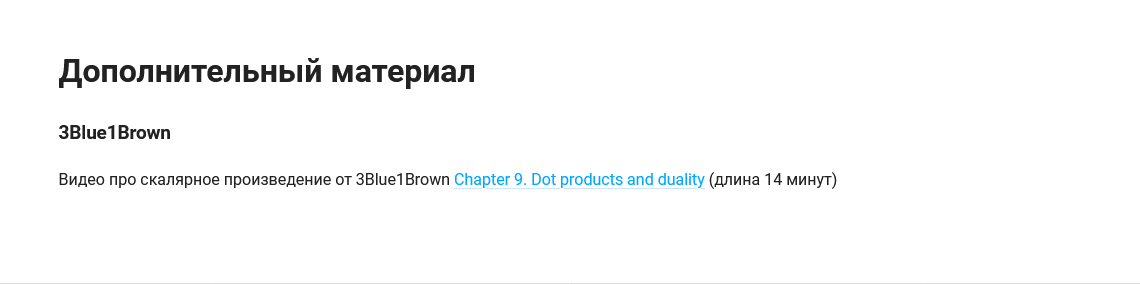 Дополнительный материал
3Blue1Brown
Видео про скалярное произведение от 3Blue1Brown Chapter 9. Dot products and duality (длина 14 минут)